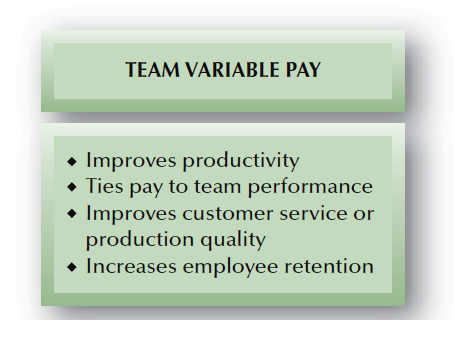 TEAM VARIABLE PAY
◆ Improves productivity
◆ Ties pay to team performance
◆ Improves customer service or
production quality
◆ Increases employee retention